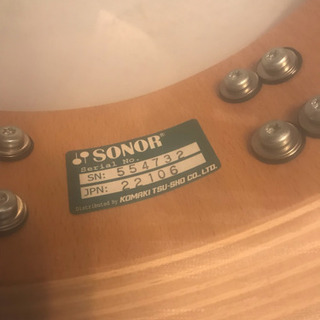 SONOR®
Serial No.
SN: 554732
JPN: 22106
Distributed by KOMAKI TSU-SHO CO., LTD.